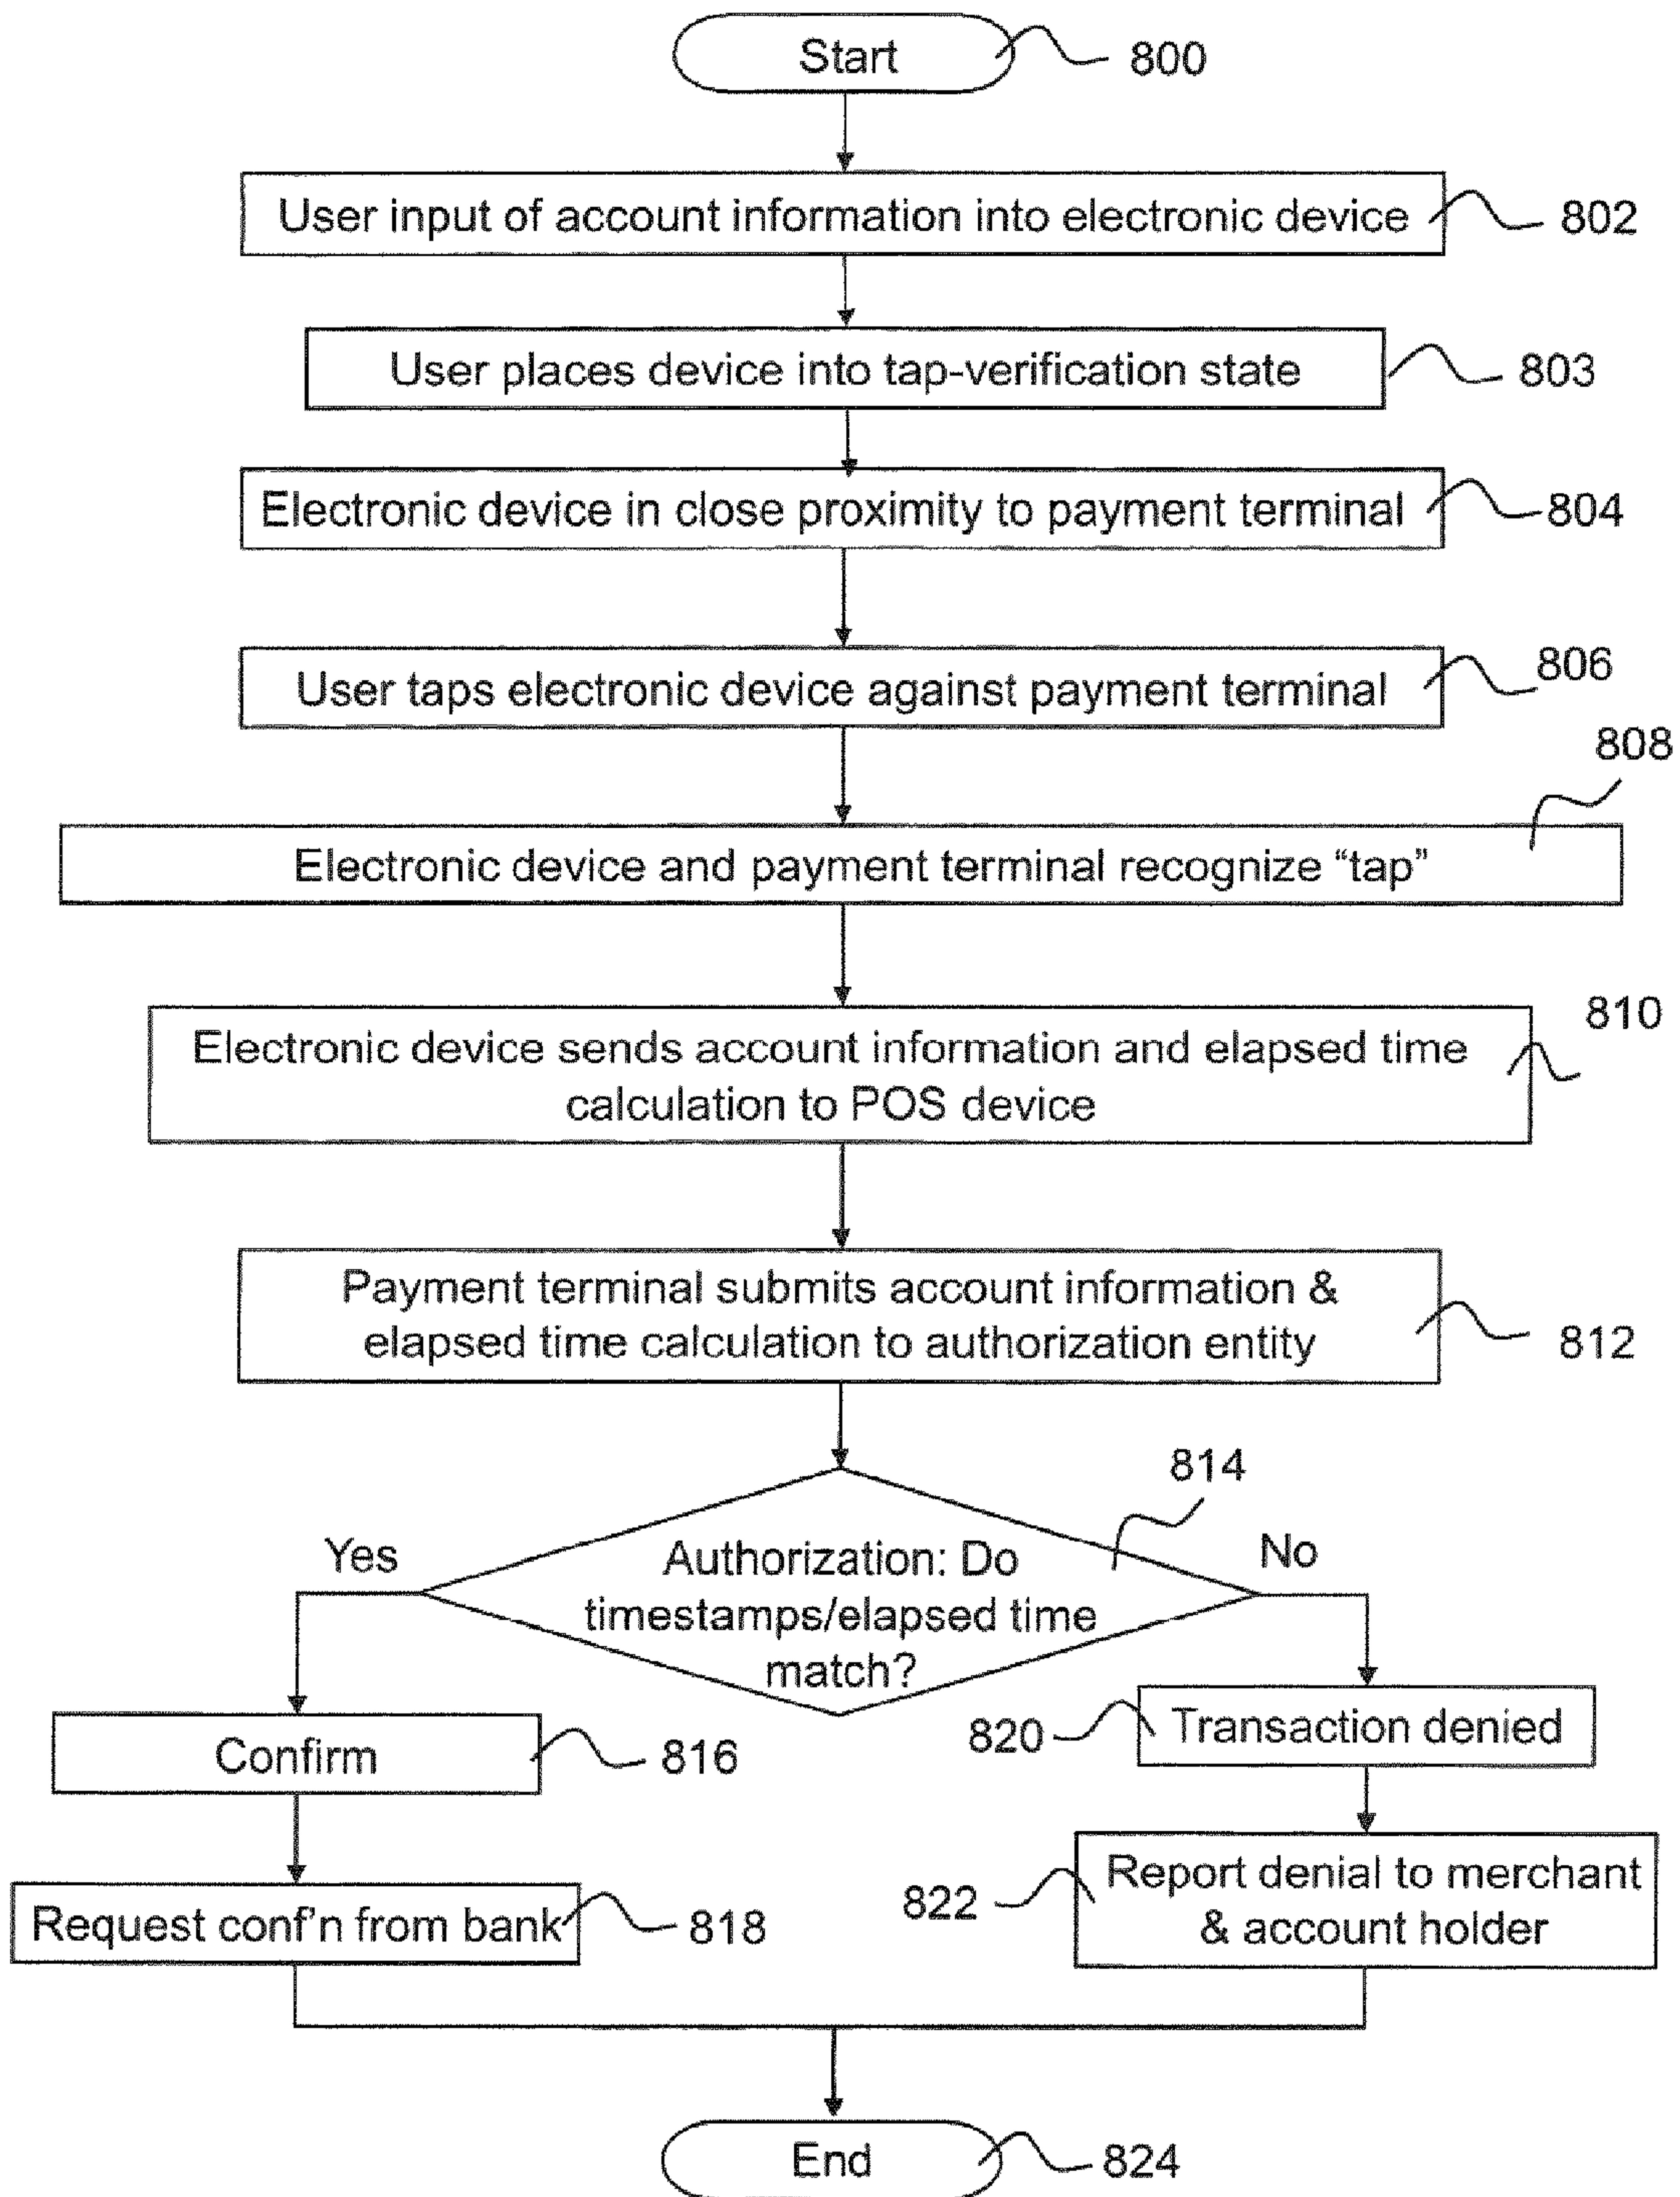 Start
800
User input of account information into electronic device
802
User places device into tap-verification state
803
Electronic device in close proximity to payment terminal
804
User taps electronic device against payment terminal
806
808
Electronic device and payment terminal recognize “tap”
810
Electronic device sends account information and elapsed time
calculation to POS device
Payment terminal submits account information &
elapsed time calculation to authorization entity
812
814
Yes
No
Authorization: Do
timestamps/elapsed time
match?
Confirm
816
820
Transaction denied
Request conf’n from bank
818
822
Report denial to merchant
& account holder
End
824